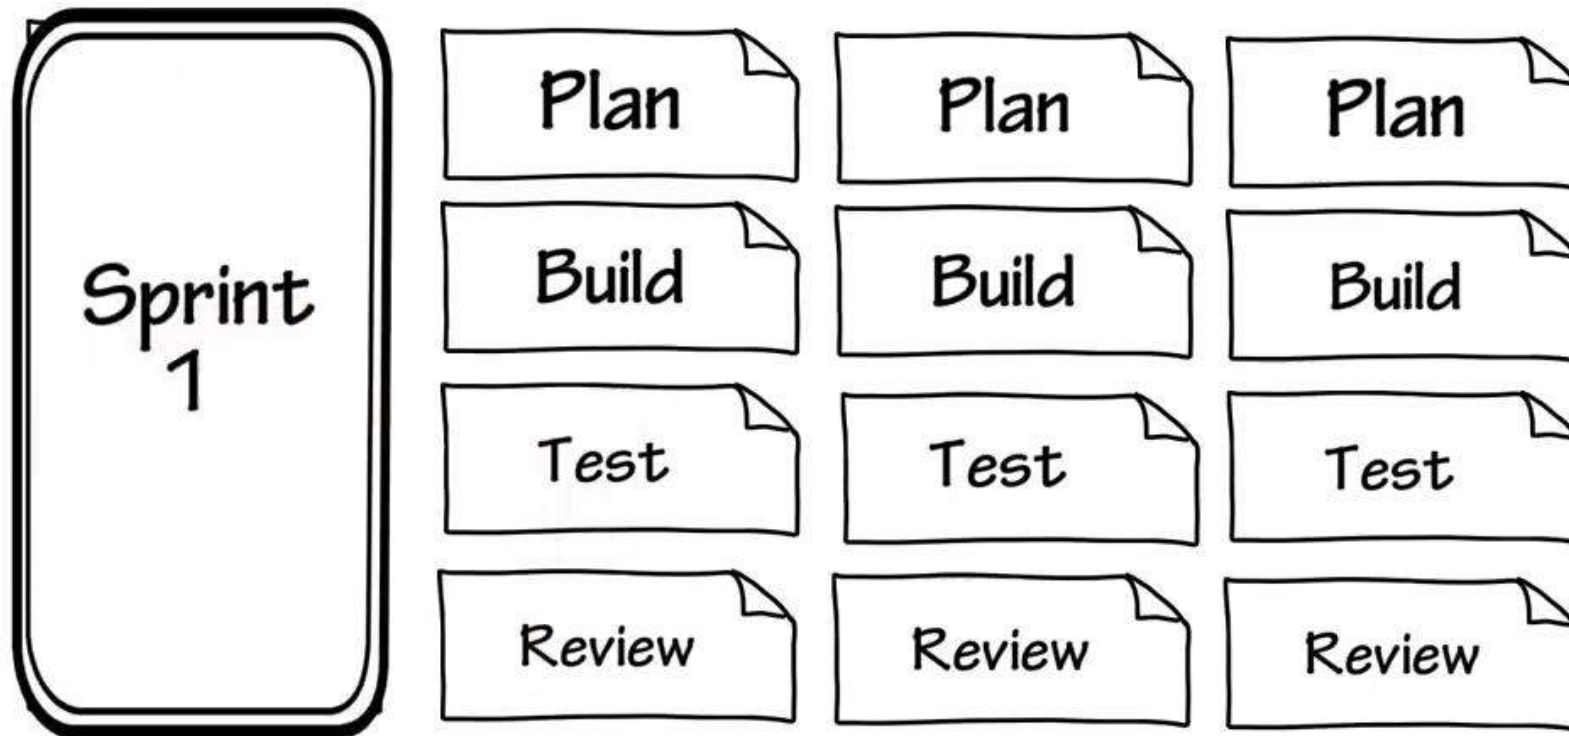 Sprint
1
Plan
Build
Test
Review
Plan
Build
Test
Review
Plan
Build
Test
Review